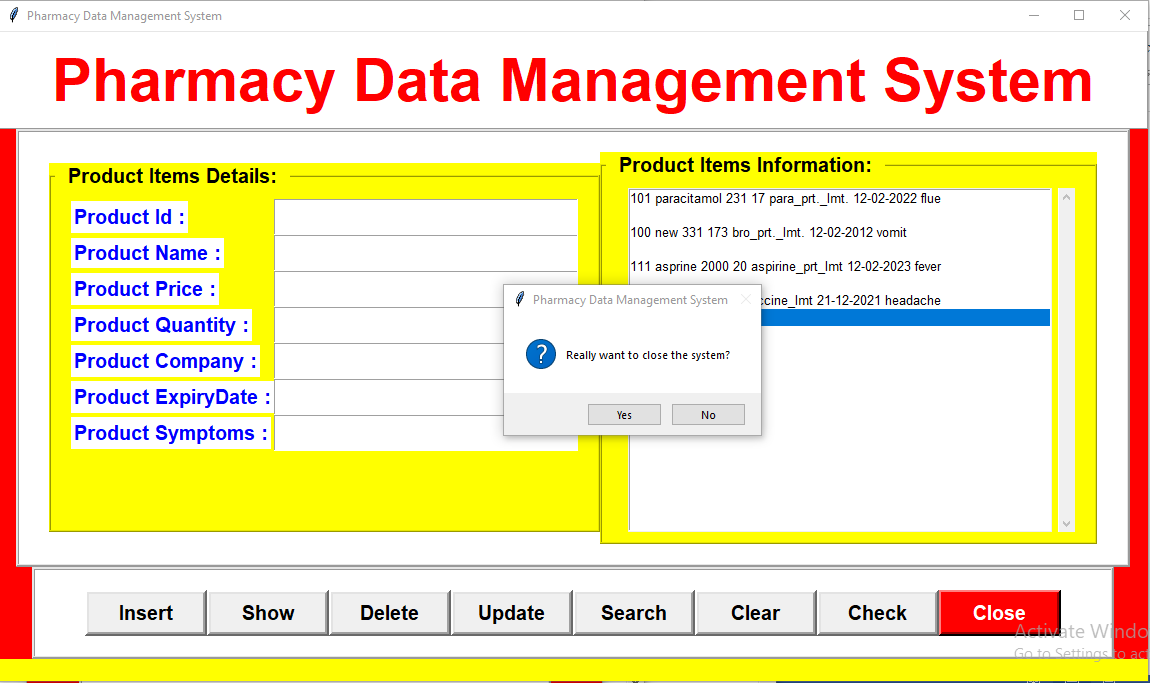 Pharmacy Data Management System
Pharmacy Data Management System
Product Items Details:
Product Id :
Product Name :
Product Price :
Product Quantity :
Product Company :
Product ExpiryDate :
Product Symptoms :
Product Items Information:
101 paracitamol 231 17 para_prt._lmt. 12-02-2022 flue
100 new 331 173 bro_prt._lmt. 12-02-2012 vomit
111 asprine 2000 20 aspirine_prt_lmt 12-02-2023 fever
ccine_lmt 21-12-2021 headache
Pharmacy Data Management System
Really want to close the system?
Yes No
Insert Show Delete Update Search Clear Check Close
Activate Windo
Go to Settings to act